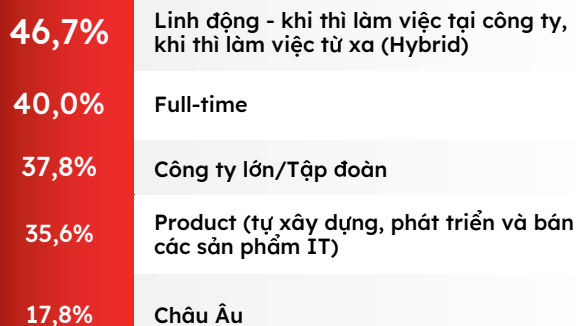 46,7%
Linh động - khi thì làm việc tại công ty,
khi thì làm việc từ xa (Hybrid)
40,0%
Full-time
37,8%
Công ty lớn/Tập đoàn
35,6%
Product (tự xây dựng, phát triển và bán
các sản phẩm IT)
17,8%
Châu Âu